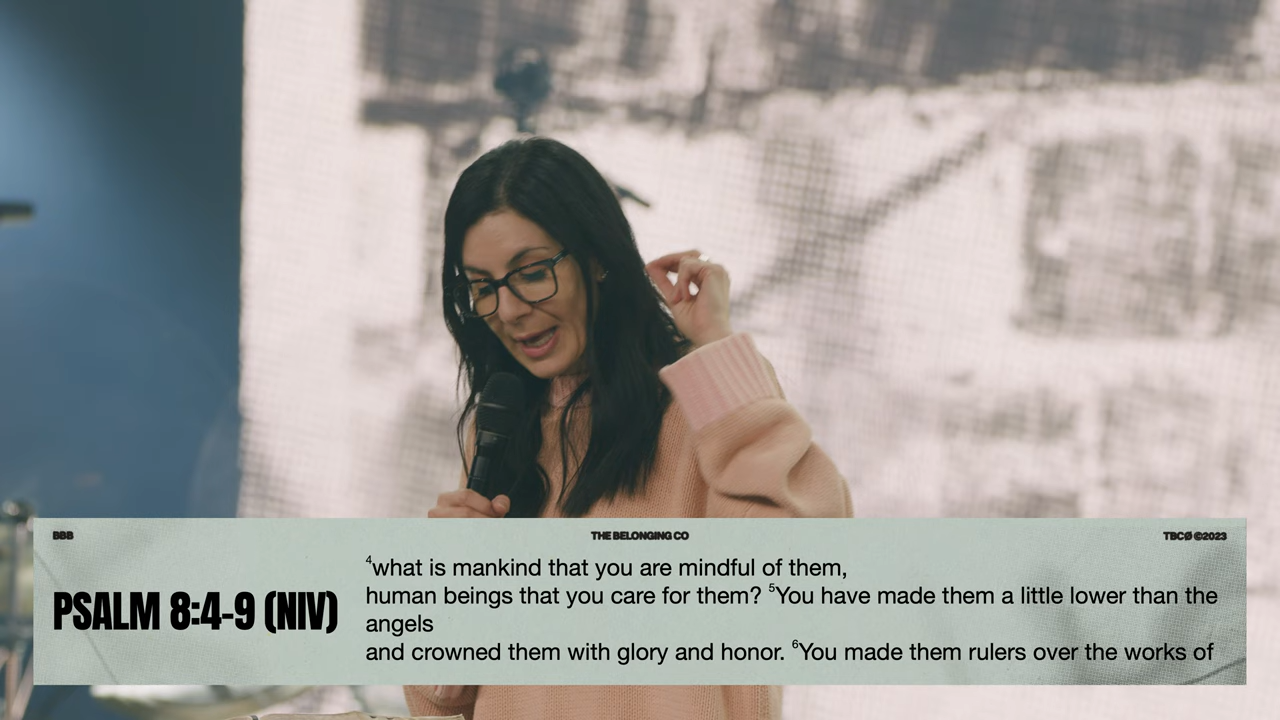 BBB
THE BELONGING CO
TBCØ ©2023
PSALM 8:4-9 (NIV)
⁴what is mankind that you are mindful of them,
human beings that you care for them? ⁵You have made them a little lower than the
angels
and crowned them with glory and honor. ⁶You made them rulers over the works of